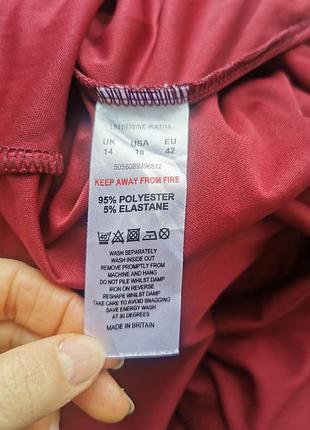 UK USA EU
14 10 42
5056089396812
KEEP AWAY FROM FIRE
95% POLYESTER
5% ELASTANE
WASH SEPARATELY
WASH INSIDE OUT
REMOVE PROMPTLY FROM
MACHINE AND HANG
DO NOT PILE WHILST DAMP
IRON ON REVERSE
RESHAPE WHILST DAMP
TAKE CARE TO AVOID SNAGGING
SAVE ENERGY WASH
AT 30 DEGREES
MADE IN BRITAIN